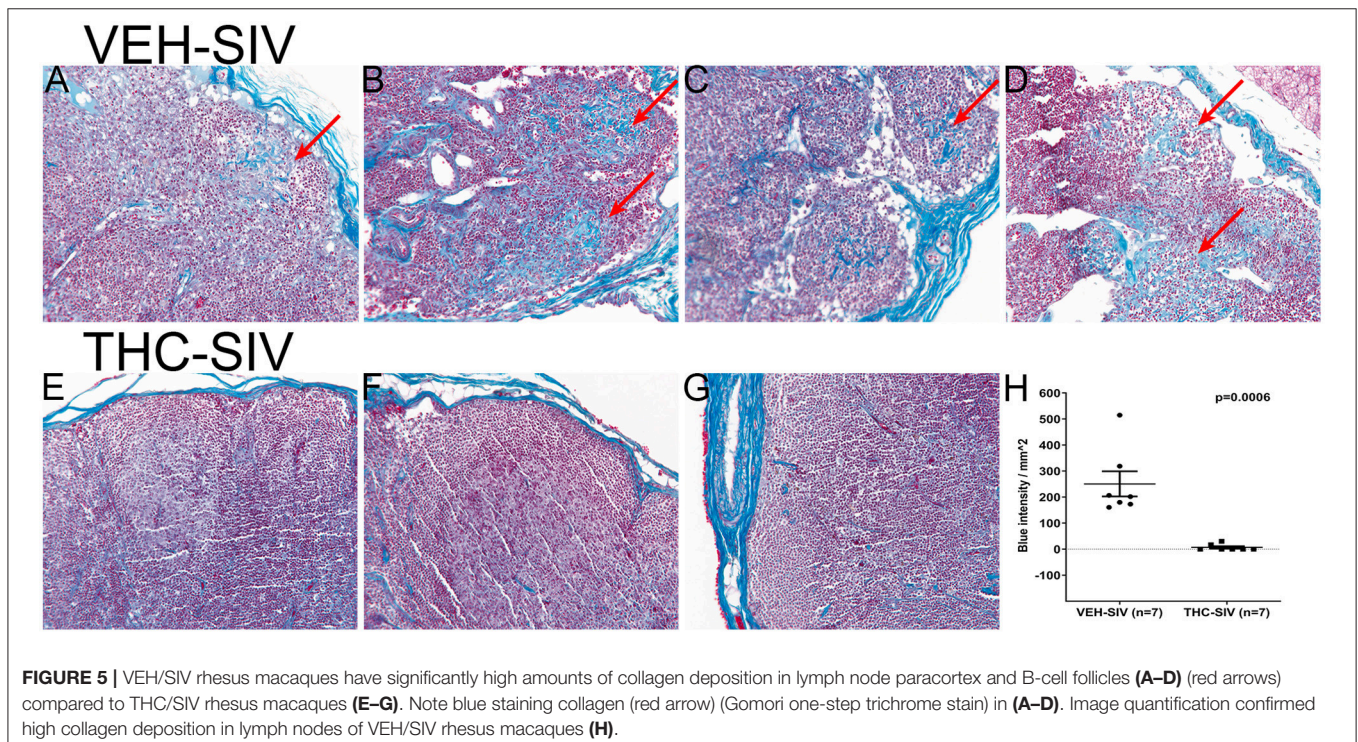 VEH-SIV
A
B
C
D
THC-SIV
E
F
G
H
p=0.0006
600
500
400
300
200
100
0
-100
Blue intensity / mm^2
VEH-SIV (n=7)
THC-SIV (n=7)
FIGURE 5 | VEH/SIV rhesus macaques have significantly high amounts of collagen deposition in lymph node paracortex and B-cell follicles (A–D) (red arrows)
compared to THC/SIV rhesus macaques (E–G). Note blue staining collagen (red arrow) (Gomori one-step trichrome stain) in (A–D). Image quantification confirmed
high collagen deposition in lymph nodes of VEH/SIV rhesus macaques (H).